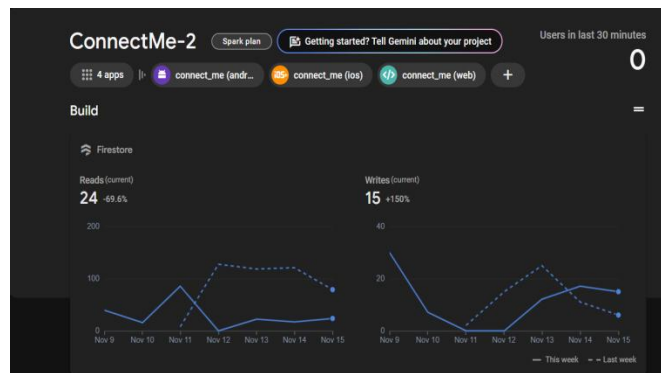 ConnectMe-2
Spark plan
Getting started? Tell Gemini about your project
Users in last 30 minutes
0
4 apps
connect_me (andr...
iOS+
connect_me (ios)
</>
connect_me (web)
+
Build
Firestore
Reads (current)
24 -69.6%
200
100
0
Nov 9 Nov 10 Nov 11 Nov 12 Nov 13 Nov 14 Nov 15
Writes (current)
15 +150%
40
20
0
Nov 9 Nov 10 Nov 11 Nov 12 Nov 13 Nov 14 Nov 15
This week Last week